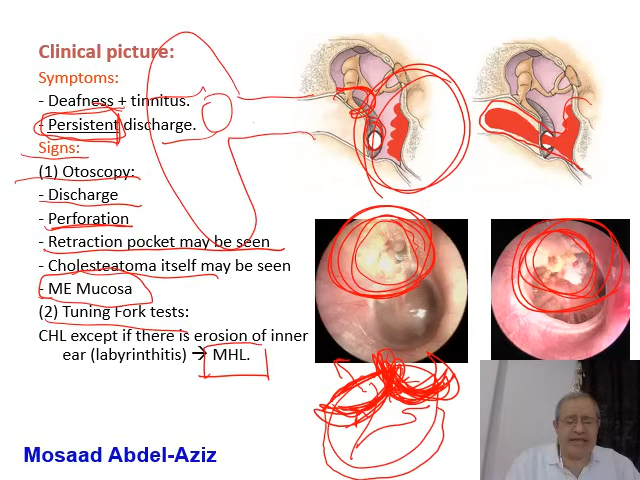 Clinical picture:
Symptoms:
- Deafness + tinnitus.
- Persistent discharge.
Signs:
(1) Otoscopy:
- Discharge
- Perforation
- Retraction pocket may be seen
- Cholesteatoma itself may be seen
- ME Mucosa
(2) Tuning Fork tests:
CHL except if there is erosion of inner
ear (labyrinthitis) → MHL.
Mosaad Abdel-Aziz